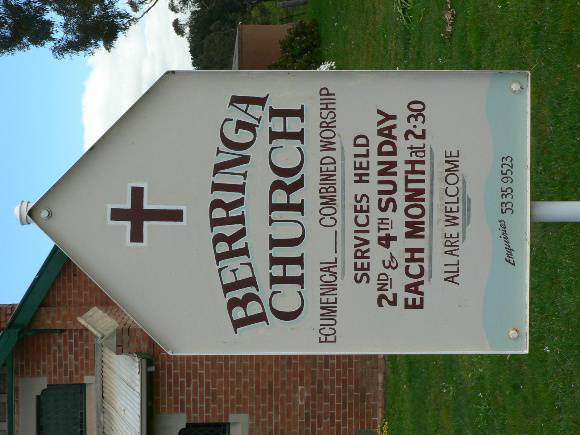 BERRINGA
CHURCH
ECUMENICAL _ COMBINED WORSHIP
SERVICES HELD
2ND & 4TH SUNDAY
EACH MONTH at 2:30
ALL ARE WELCOME
Enquiries 5335 9523